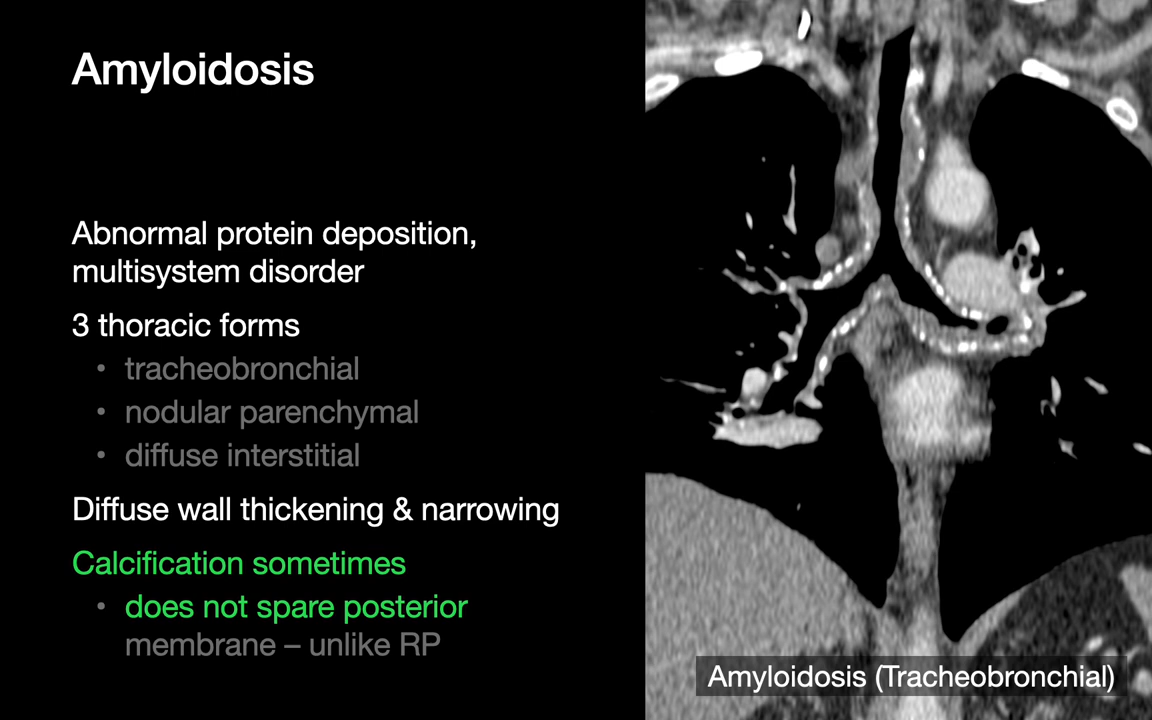 Amyloidosis
Abnormal protein deposition,
multisystem disorder
3 thoracic forms
• tracheobronchial
• nodular parenchymal
• diffuse interstitial
Diffuse wall thickening & narrowing
Calcification sometimes
• does not spare posterior
membrane – unlike RP
Amyloidosis (Tracheobronchial)